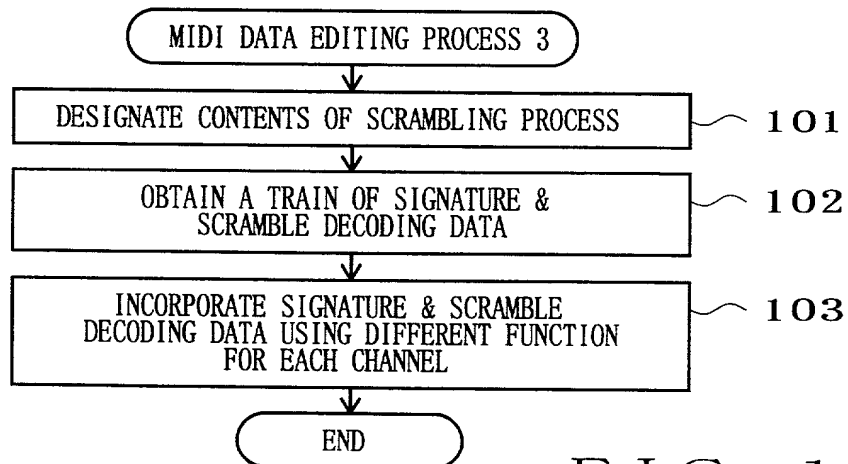 MIDI DATA EDITING PROCESS 3
DESIGNATE CONTENTS OF SCRAMBLING PROCESS
101
OBTAIN A TRAIN OF SIGNATURE &
SCRAMBLE DECODING DATA
102
INCORPORATE SIGNATURE & SCRAMBLE
DECODING DATA USING DIFFERENT FUNCTION
FOR EACH CHANNEL
103
END